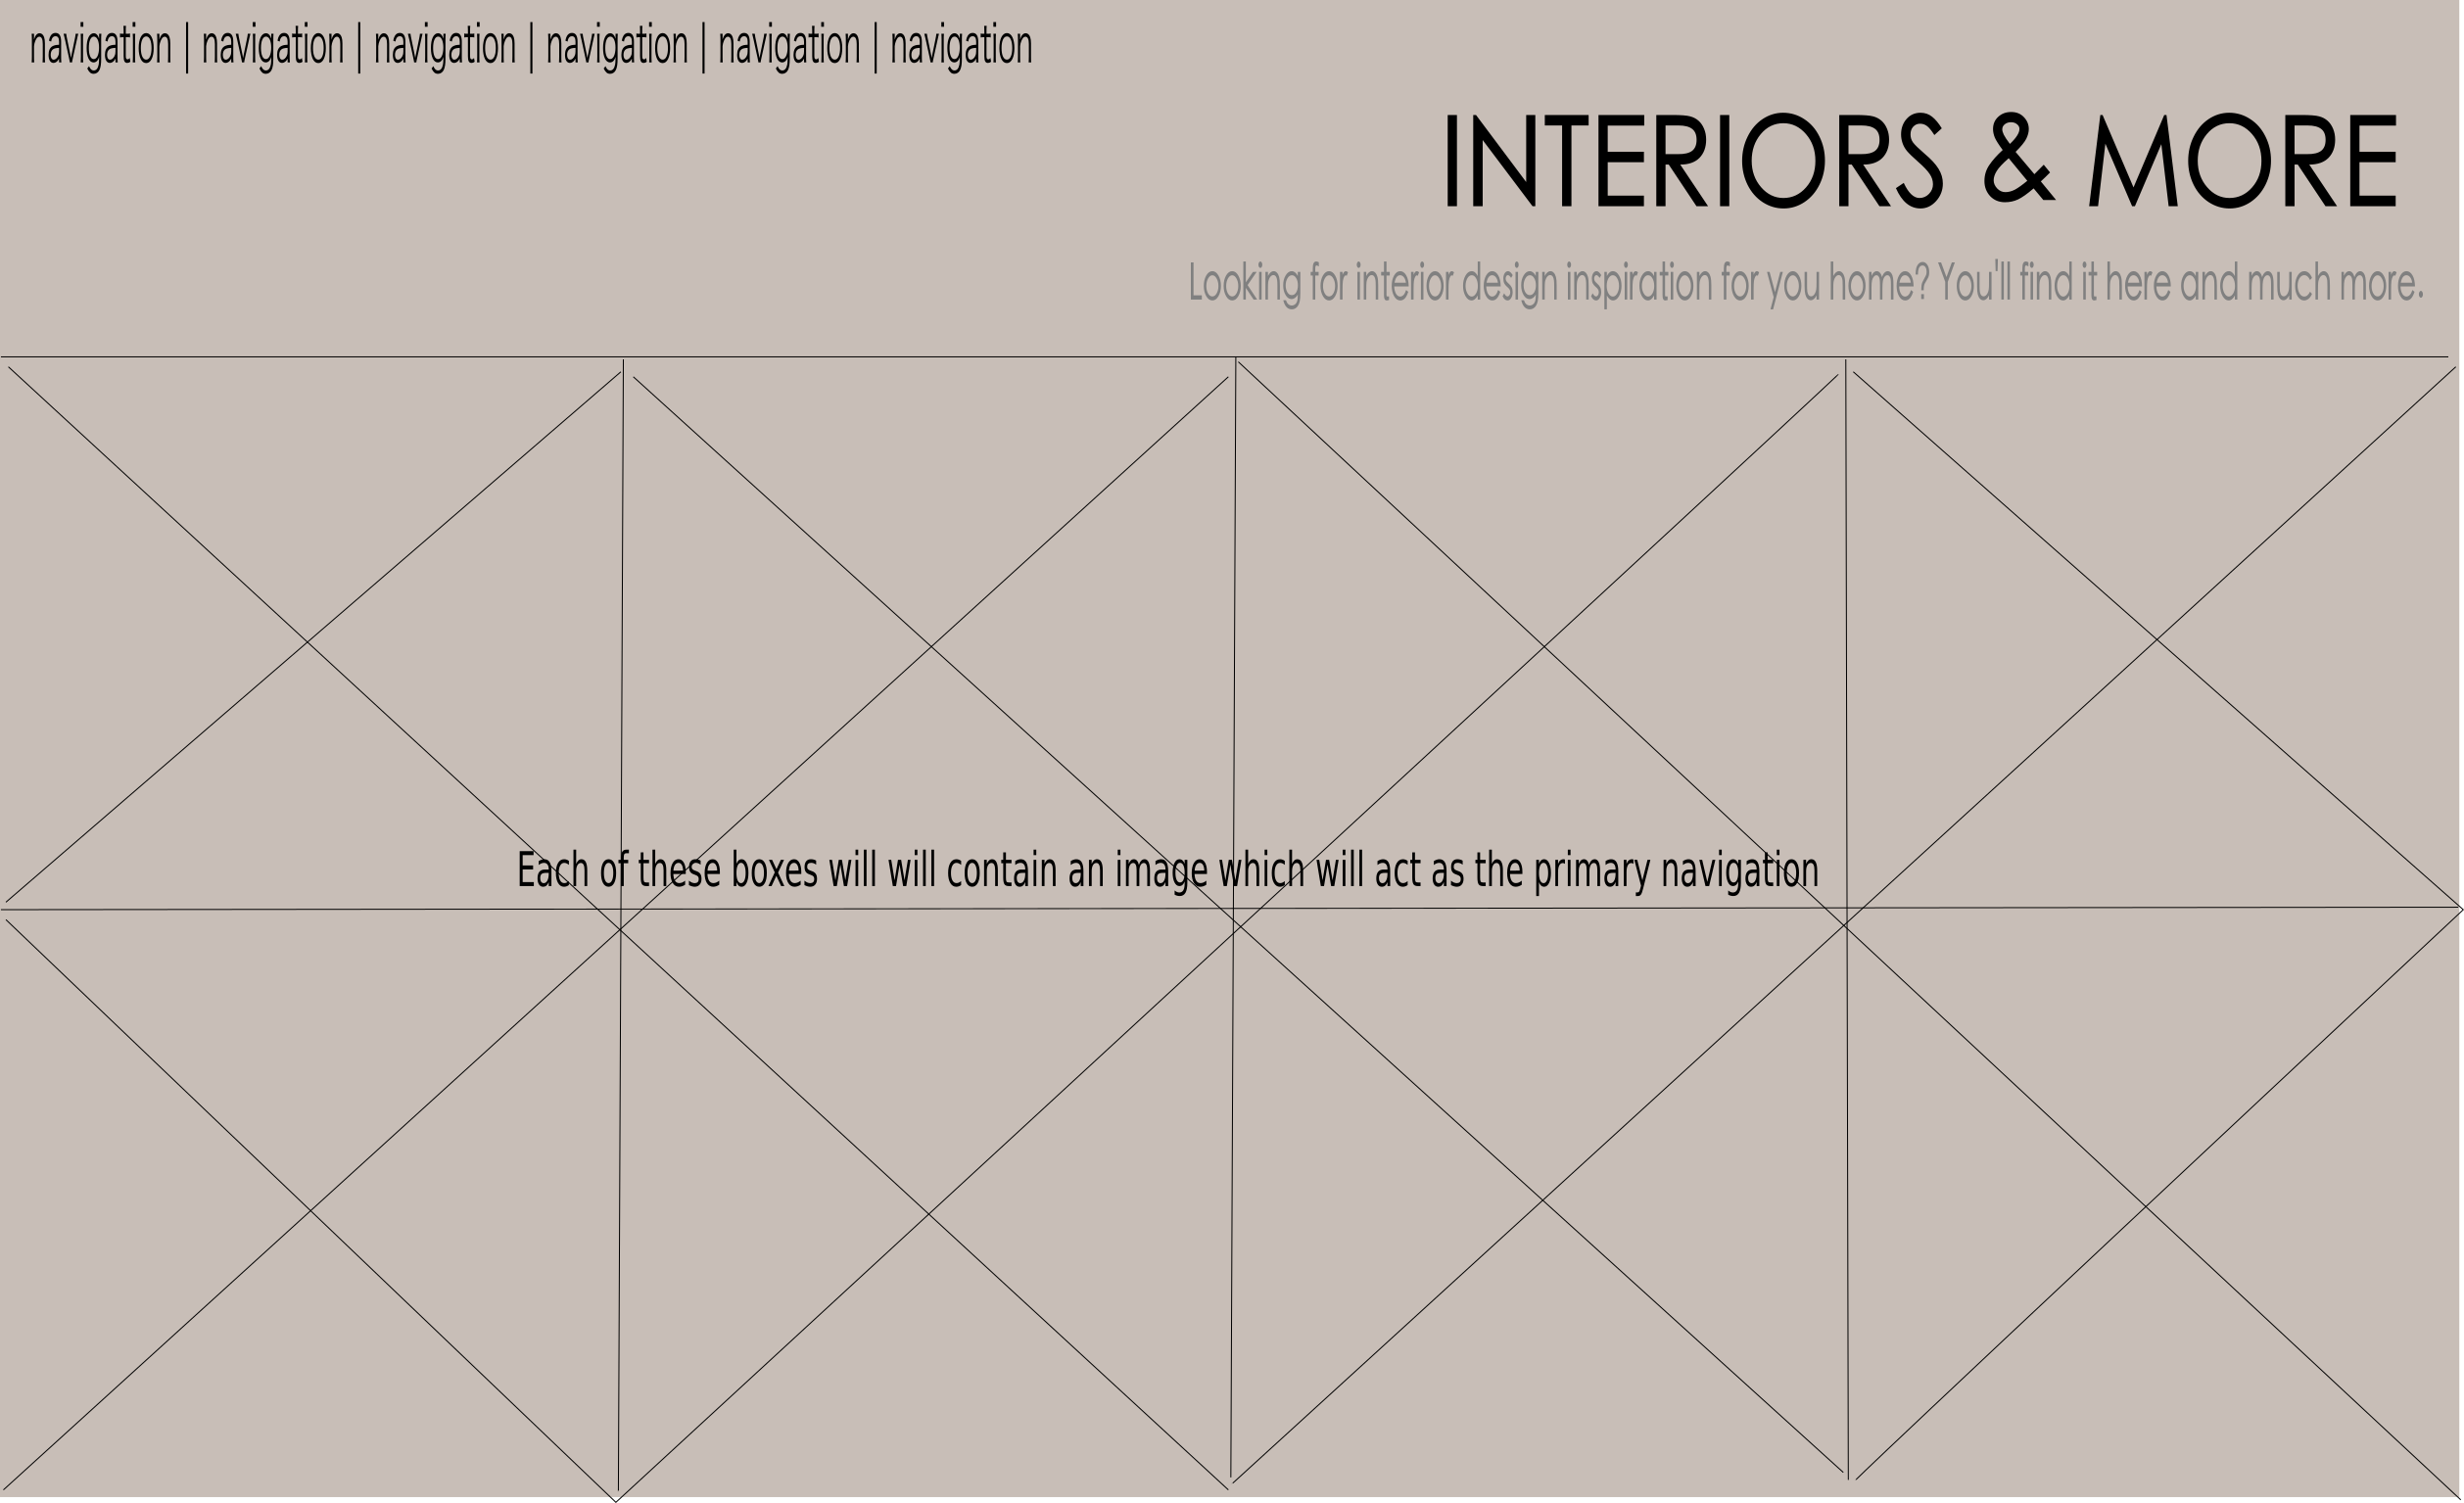 navigation | navigation | navigation | navigation | navigation | navigation
INTERIORS & MORE
Looking for interior design inspiration for you home? You'll find it here and much more.
Each of these boxes will will contain an image which will act as the primary navigation